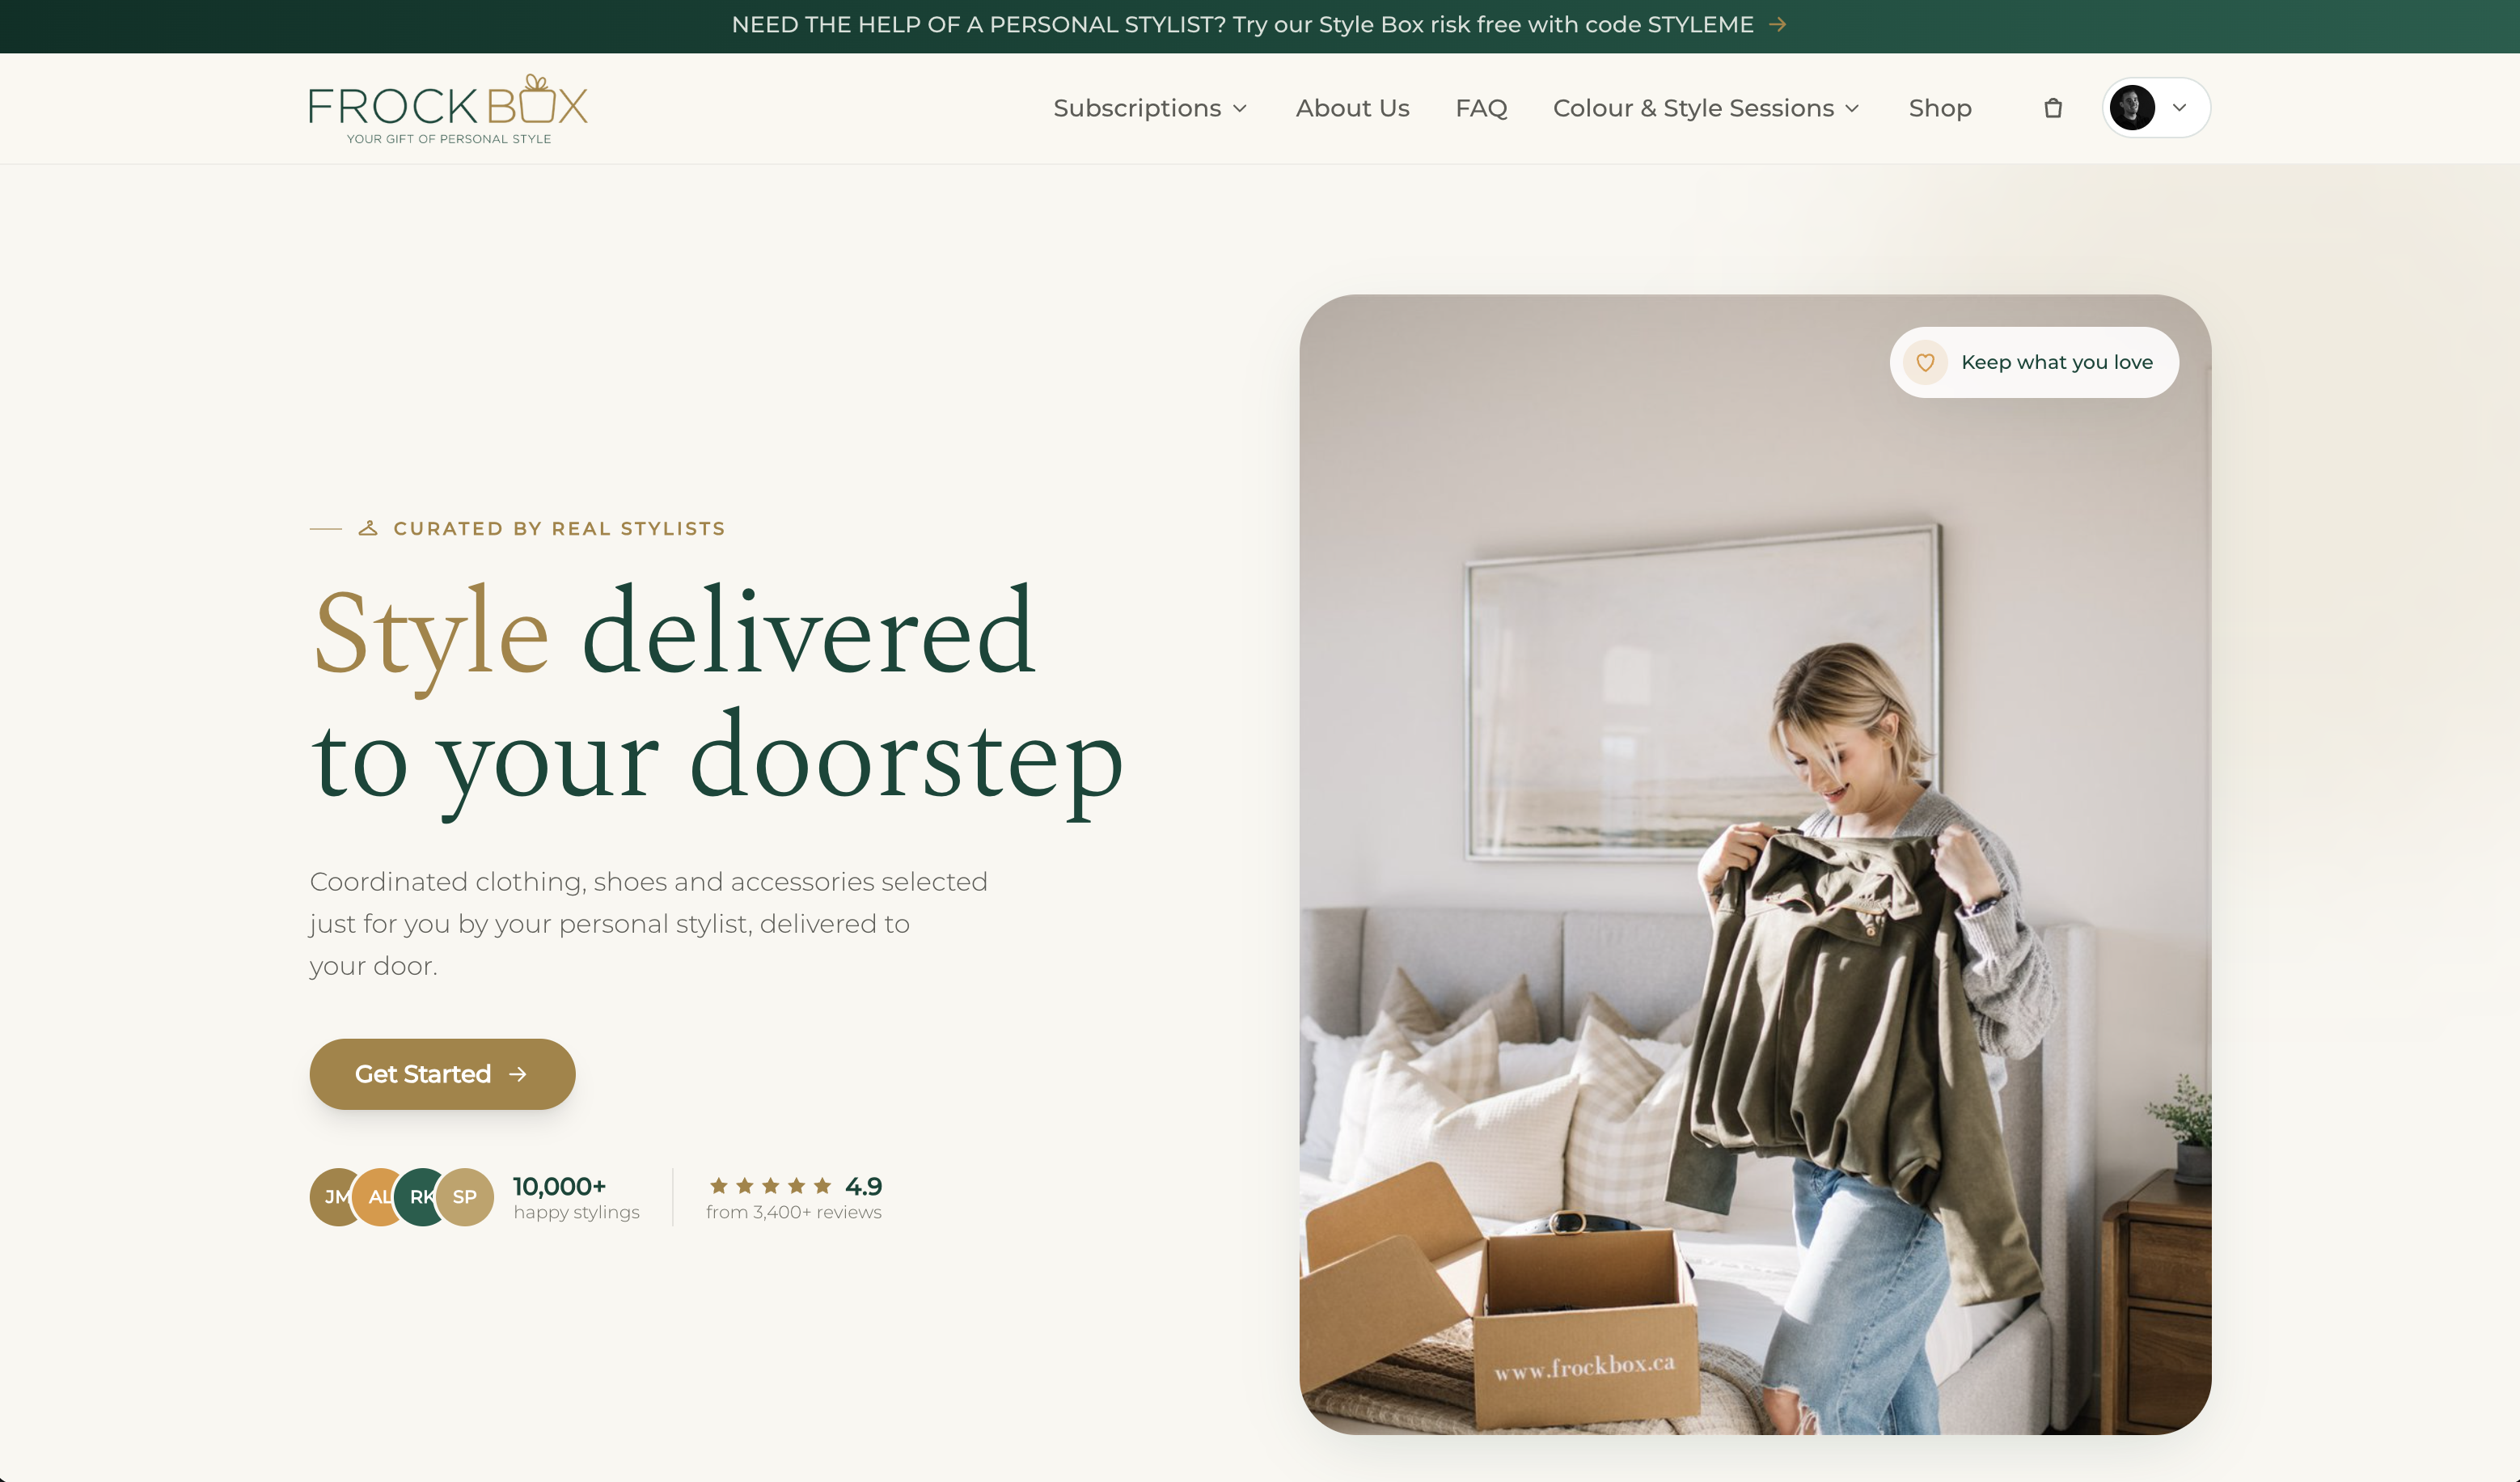 NEED THE HELP OF A PERSONAL STYLIST? Try our Style Box risk free with code STYLEME →
FROCKBOX
YOUR GIFT OF PERSONAL STYLE
Subscriptions
About Us
FAQ
Colour & Style Sessions
Shop
Keep what you love
CURATED BY REAL STYLISTS
Style delivered
to your doorstep
Coordinated clothing, shoes and accessories selected
just for you by your personal stylist, delivered to
your door.
Get Started →
JM AL RK SP
10,000+
happy stylings
★★★★★ 4.9
from 3,400+ reviews
www.frockbox.ca